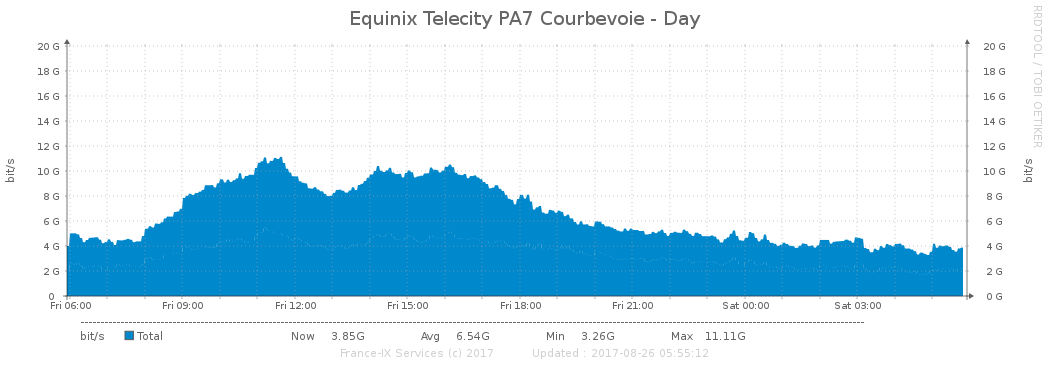 Equinix Telecity PA7 Courbevoie - Day
RRDTOOL / TOBI OETIKER
bit/s
20 G 20 G
18 G 18 G
16 G 16 G
14 G 14 G
12 G 12 G
10 G 10 G
8 G 8 G
6 G 6 G
4 G 4 G
2 G 2 G
0 0 G
bit/s
Fri 06:00 Fri 09:00 Fri 12:00 Fri 15:00 Fri 18:00 Fri 21:00 Sat 00:00 Sat 03:00
bit/s Total Now 3.85G Avg 6.54G Min 3.26G Max 11.11G
France-IX Services (c) 2017 Updated : 2017-08-26 05:55:12